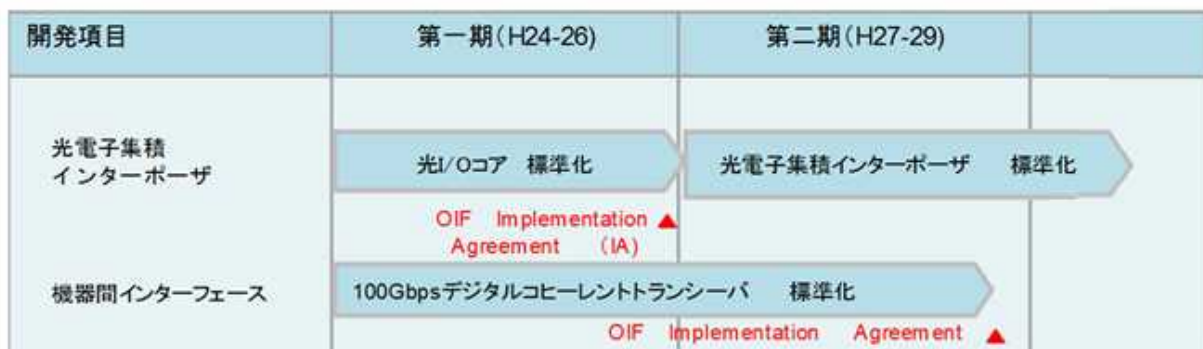 開発項目 第一期(H24-26) 第二期(H27-29)
光電子集積
インターポーザ
光I/Oコア 標準化 光電子集積インターポーザ 標準化
OIF Implementation ▲
Agreement (IA)
機器間インターフェース 100Gbpsデジタルコヒーレントトランシーバ 標準化
OIF Implementation Agreement ▲